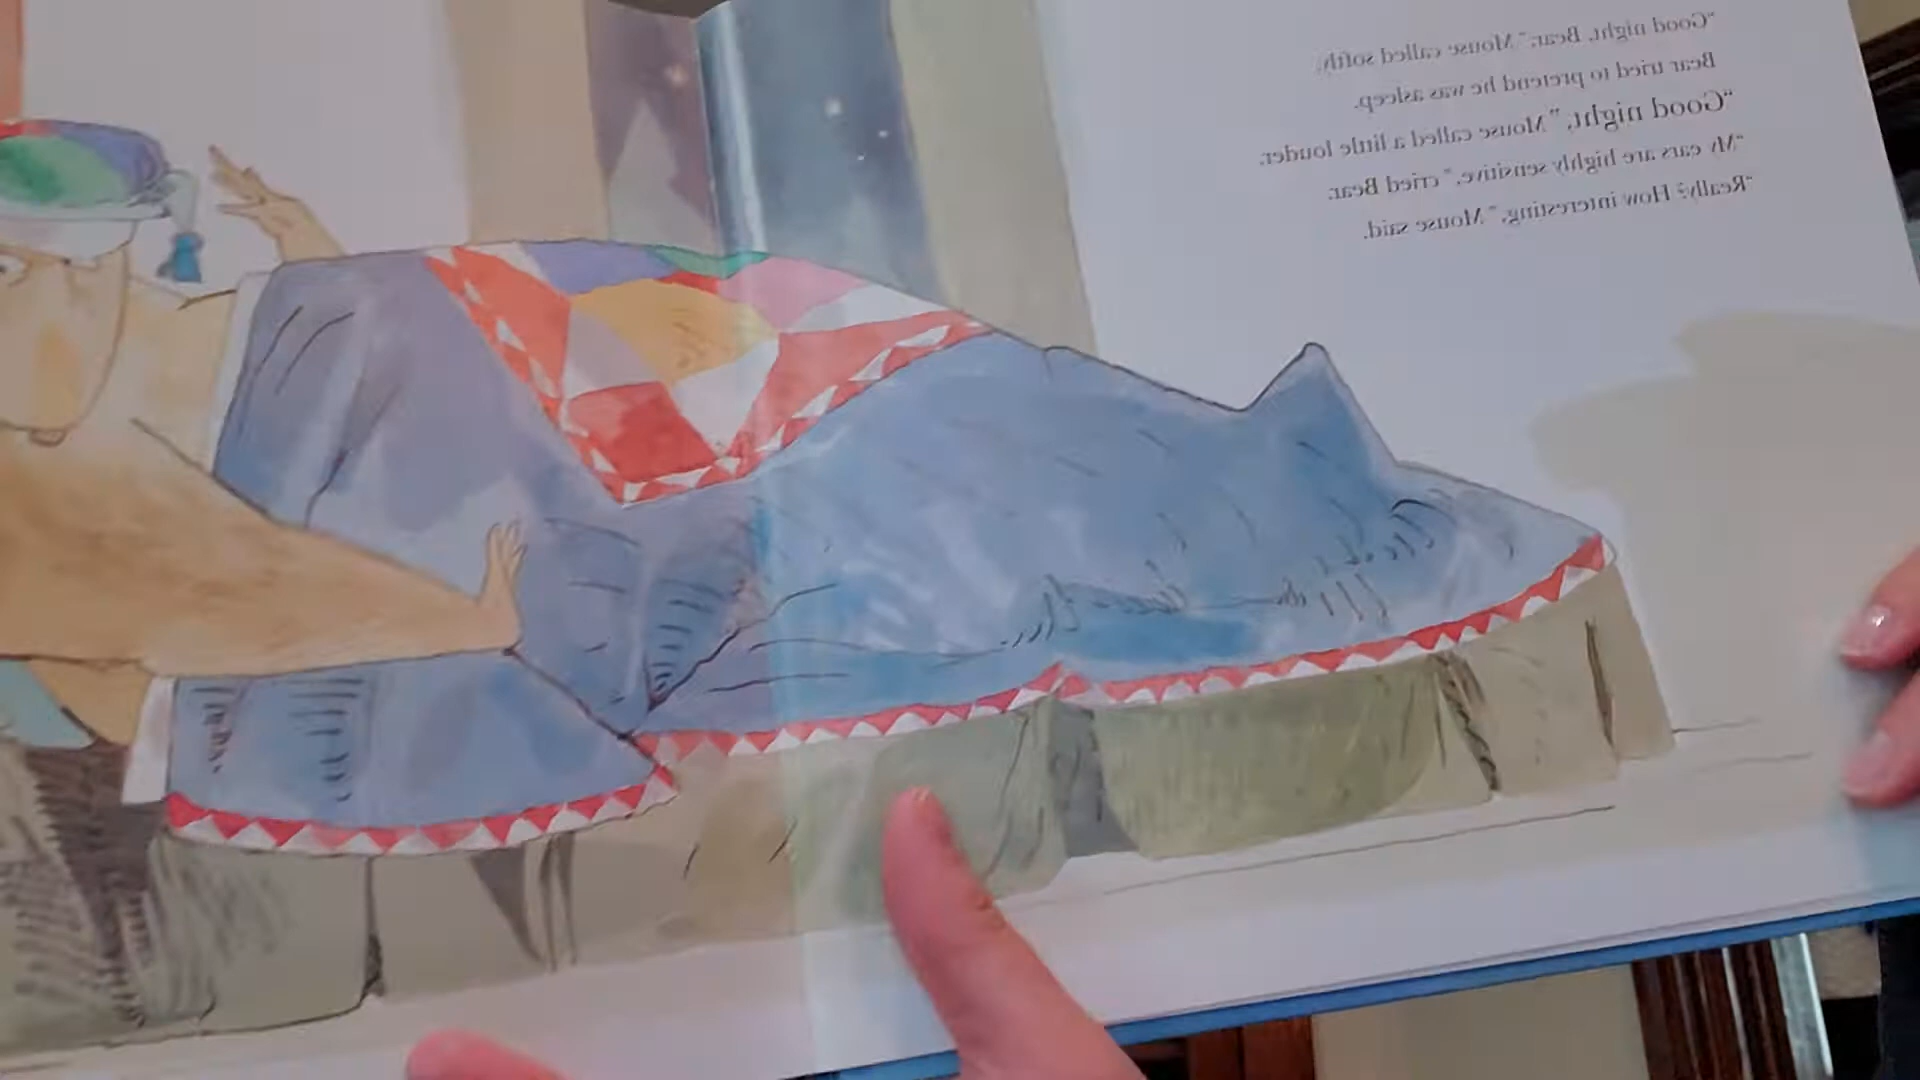 "Good night, Bear," Mouse called softly.
Bear tried to pretend he was asleep.
"Good night," Mouse called a little louder.
"My ears are highly sensitive," cried Bear.
"Really? How interesting," Mouse said.